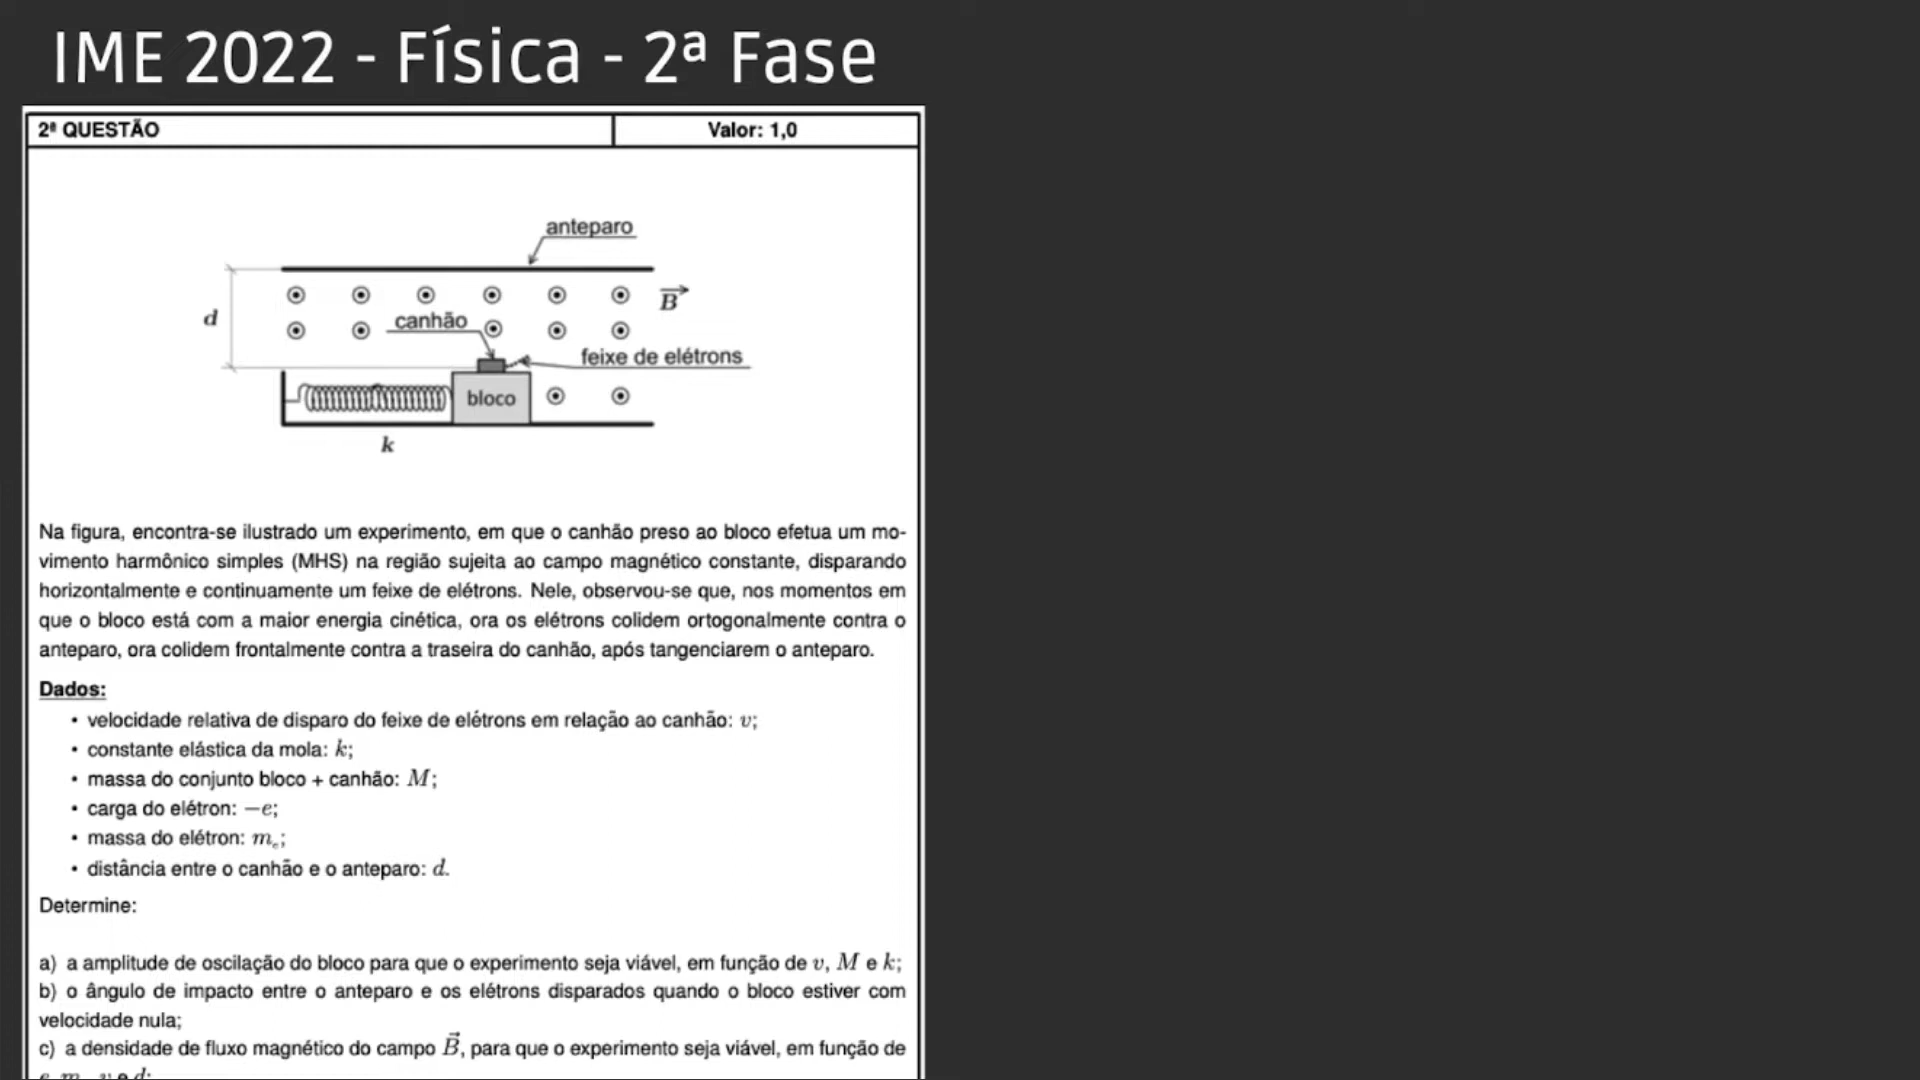 IME 2022 - Física - 2ª Fase
2ª QUESTÃO Valor: 1,0
anteparo
B
d
canhão
feixe de elétrons
bloco
k
Na figura, encontra-se ilustrado um experimento, em que o canhão preso ao bloco efetua um mo-
vimento harmônico simples (MHS) na região sujeita ao campo magnético constante, disparando
horizontalmente e continuamente um feixe de elétrons. Nele, observou-se que, nos momentos em
que o bloco está com a maior energia cinética, ora os elétrons colidem ortogonalmente contra o
anteparo, ora colidem frontalmente contra a traseira do canhão, após tangenciarem o anteparo.
Dados:
• velocidade relativa de disparo do feixe de elétrons em relação ao canhão: v;
• constante elástica da mola: k;
• massa do conjunto bloco + canhão: M;
• carga do elétron: −e;
• massa do elétron: mₑ;
• distância entre o canhão e o anteparo: d.
Determine:
a) a amplitude de oscilação do bloco para que o experimento seja viável, em função de v, M e k;
b) o ângulo de impacto entre o anteparo e os elétrons disparados quando o bloco estiver com
velocidade nula;
c) a densidade de fluxo magnético do campo B⃗, para que o experimento seja viável, em função de
e, mₑ, v e d;